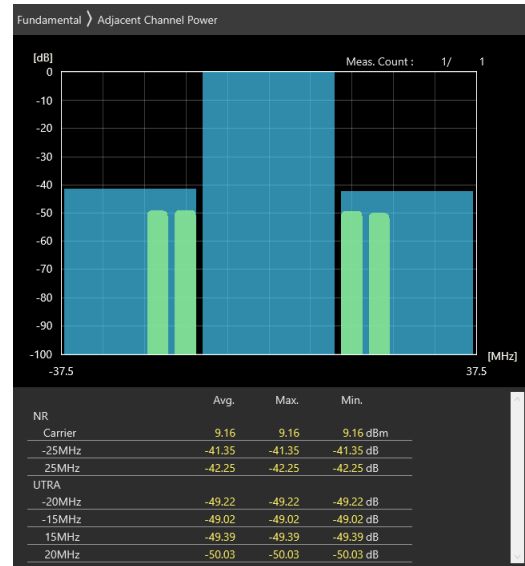 Fundamental 〉 Adjacent Channel Power
[dB]
Meas. Count : 1/ 1
0
-10
-20
-30
-40
-50
-60
-70
-80
-90
-100
[MHz]
-37.5 37.5
Avg. Max. Min.
NR
Carrier 9.16 9.16 9.16 dBm
-25MHz -41.35 -41.35 -41.35 dB
25MHz -42.25 -42.25 -42.25 dB
UTRA
-20MHz -49.22 -49.22 -49.22 dB
-15MHz -49.02 -49.02 -49.02 dB
15MHz -49.39 -49.39 -49.39 dB
20MHz -50.03 -50.03 -50.03 dB